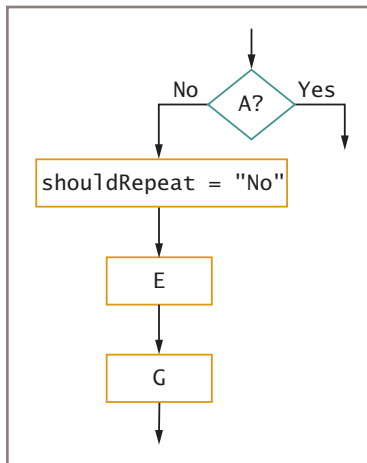 No
A?
Yes
shouldRepeat = "No"
E
G